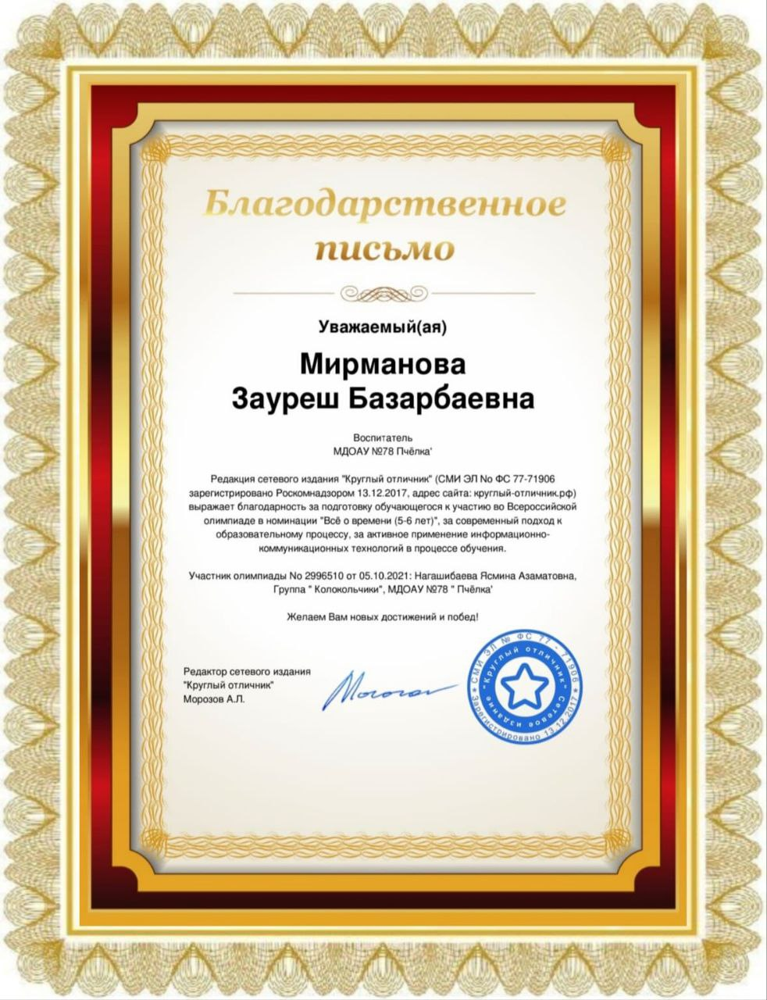 Благодарственное
письмо
Уважаемый(ая)
Мирманова
Зауреш Базарбаевна
Воспитатель
МДОАУ №78 Пчёлка'
Редакция сетевого издания "Круглый отличник" (СМИ ЭЛ No ФС 77-71906
зарегистрировано Роскомнадзором 13.12.2017, адрес сайта: круглый-отличник.рф)
выражает благодарность за подготовку обучающегося к участию во Всероссийской
олимпиаде в номинации "Всё о времени (5-6 лет)", за современный подход к
образовательному процессу, за активное применение информационно-
коммуникационных технологий в процессе обучения.
Участник олимпиады No 2996510 от 05.10.2021: Нагашибаева Ясмина Азаматовна,
Группа " Колокольчики", МДОАУ №78 " Пчёлка'
Желаем Вам новых достижений и побед!
Редактор сетевого издания
"Круглый отличник"
Морозов А.Л.
СМИ ЭЛ № ФС 77 - 71906
Зарегистрировано 13.12.2017
"Круглый отличник"
Сетевое издание